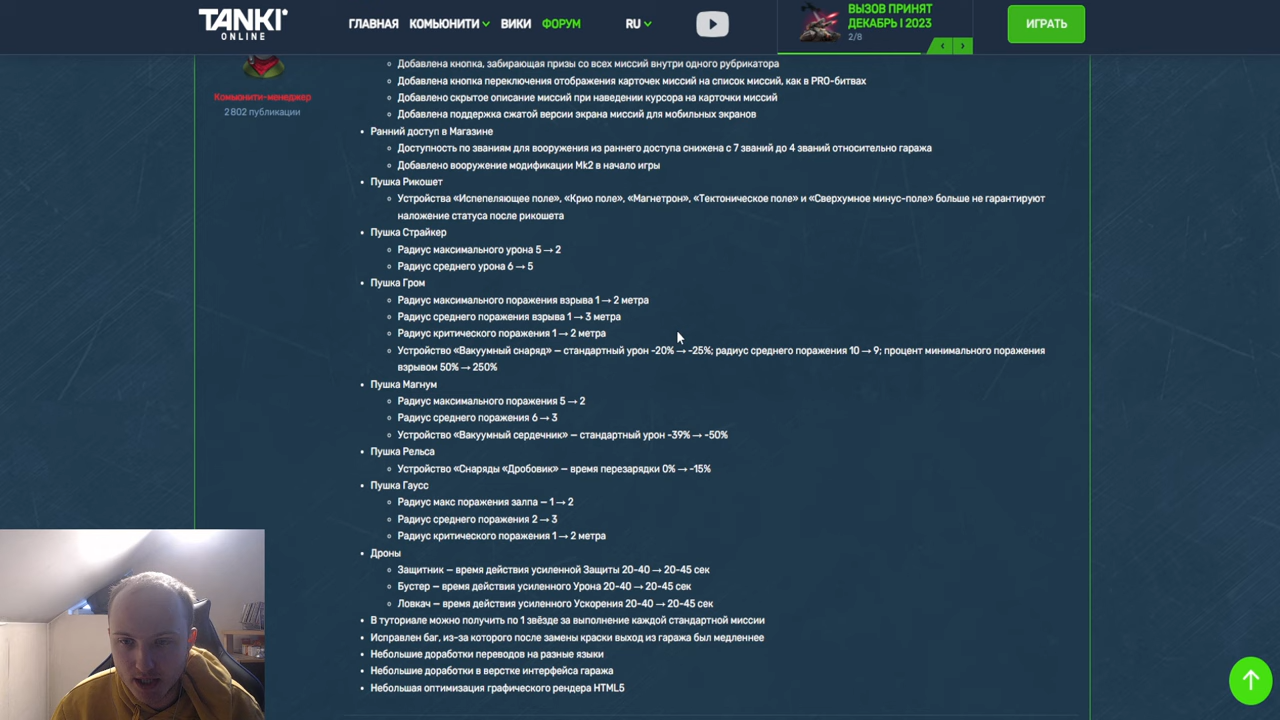 TANKI
ONLINE
ГЛАВНАЯ КОМЬЮНИТИ ВИКИ ФОРУМ RU
ВЫЗОВ ПРИНЯТ
ДЕКАБРЬ I 2023
2/8
ИГРАТЬ
Комьюнити-менеджер
2 802 публикации
Добавлена кнопка, забирающая призы со всех миссий внутри одного рубрикатора
Добавлена кнопка переключения отображения карточек миссий на список миссий, как в PRO-битвах
Добавлено скрытое описание миссий при наведении курсора на карточки миссий
Добавлена поддержка сжатой версии экрана миссий для мобильных экранов
Ранний доступ в Магазине
Доступность по званиям для вооружения из раннего доступа снижена с 7 званий до 4 званий относительно гаража
Добавлено вооружение модификации Mk2 в начало игры
Пушка Рикошет
Устройства «Испепеляющее поле», «Крио поле», «Магнетрон», «Тектоническое поле» и «Сверхумное минус-поле» больше не гарантируют
наложение статуса после рикошета
Пушка Страйкер
Радиус максимального урона 5 → 2
Радиус среднего урона 6 → 5
Пушка Гром
Радиус максимального поражения взрыва 1 → 2 метра
Радиус среднего поражения взрыва 1 → 3 метра
Радиус критического поражения 1 → 2 метра
Устройство «Вакуумный снаряд» — стандартный урон -20% → -25%; радиус среднего поражения 10 → 9; процент минимального поражения
взрывом 50% → 250%
Пушка Магнум
Радиус максимального поражения 5 → 2
Радиус среднего поражения 6 → 3
Устройство «Вакуумный сердечник» — стандартный урон -39% → -50%
Пушка Рельса
Устройство «Снаряды «Дробовик» — время перезарядки 0% → -15%
Пушка Гаусс
Радиус макс поражения залпа — 1 → 2
Радиус среднего поражения 2 → 3
Радиус критического поражения 1 → 2 метра
Дроны
Защитник — время действия усиленной Защиты 20-40 → 20-45 сек
Бустер — время действия усиленного Урона 20-40 → 20-45 сек
Ловкач — время действия усиленного Ускорения 20-40 → 20-45 сек
В туториале можно получить по 1 звёзде за выполнение каждой стандартной миссии
Исправлен баг, из-за которого после замены краски выход из гаража был медленнее
Небольшие доработки переводов на разные языки
Небольшие доработки в верстке интерфейса гаража
Небольшая оптимизация графического рендера HTML5